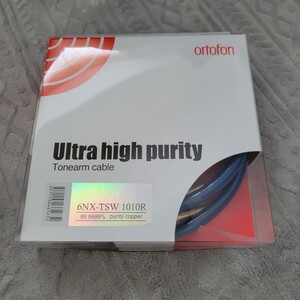 ortofon
Ultra high purity
Tonearm cable
6NX-TSW 1010R
99.9999% purity copper